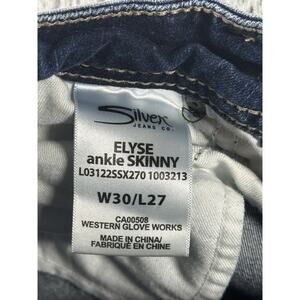 Silver
JEANS CO.
ELYSE
ankle SKINNY
L03122SSX270 1003213
W30/L27
CA00508
WESTERN GLOVE WORKS
MADE IN CHINA/
FABRIQUÉ EN CHINE